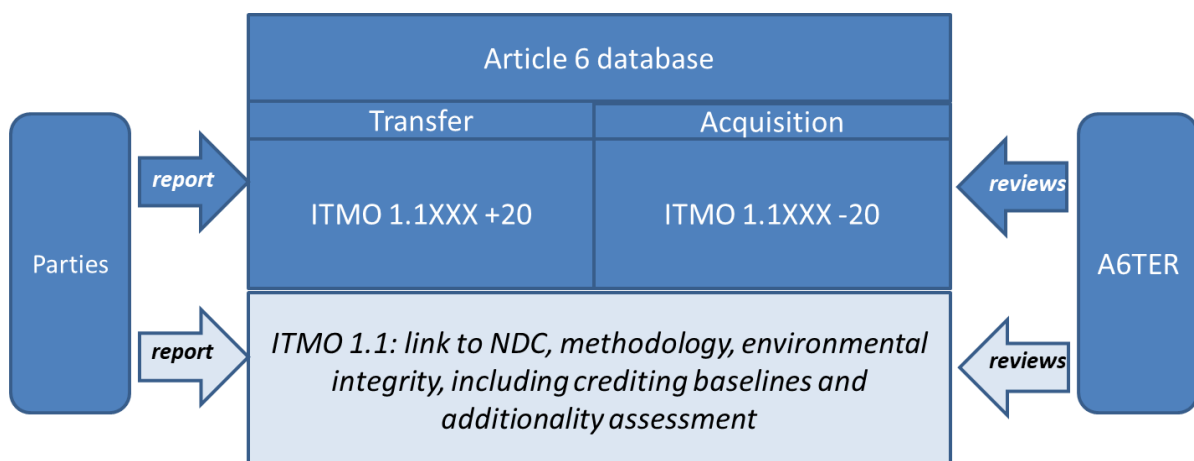 Article 6 database
Transfer
Acquisition
report
reviews
ITMO 1.1XXX +20
ITMO 1.1XXX -20
Parties
A6TER
report
reviews
ITMO 1.1: link to NDC, methodology, environmental
integrity, including crediting baselines and
additionality assessment